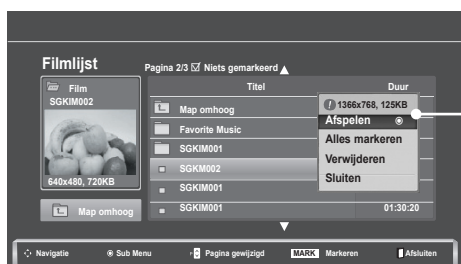 Filmlijst
Pagina 2/3 Niets gemarkeerd
Film
SGKIM002
640x480, 720KB
Map omhoog
Titel
Duur
Map omhoog
Favorite Music
SGKIM001
SGKM002
SGKIM001
SGKIM001
01:30:20
1366x768, 125KB
Afspelen
Alles markeren
Verwijderen
Sluiten
Navigatie
Sub Menu
P Pagina gewijzigd
MARK Markeren
Afsluiten